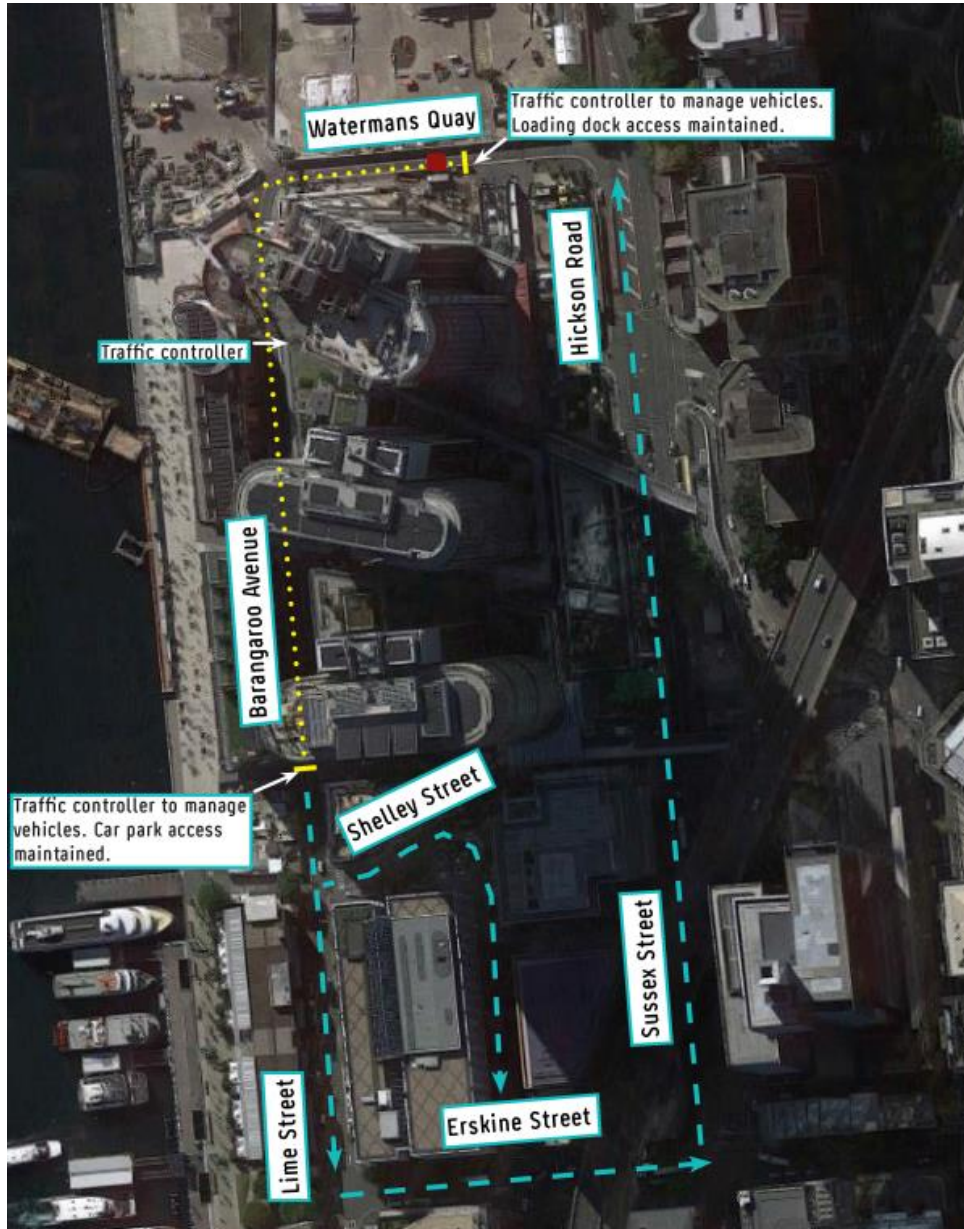 Watermans Quay
Traffic controller to manage vehicles.
Loading dock access maintained.
Hickson Road
Traffic controller
Barangaroo Avenue
Shelley Street
Traffic controller to manage
vehicles. Car park access
maintained.
Sussex Street
Lime Street
Erskine Street